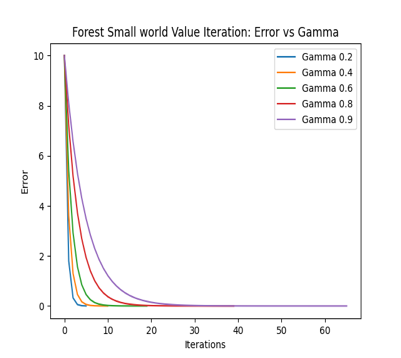 Forest Small world Value Iteration: Error vs Gamma
Gamma 0.2
Gamma 0.4
Gamma 0.6
Gamma 0.8
Gamma 0.9
10
8
6
4
2
0
Error
0 10 20 30 40 50 60
Iterations